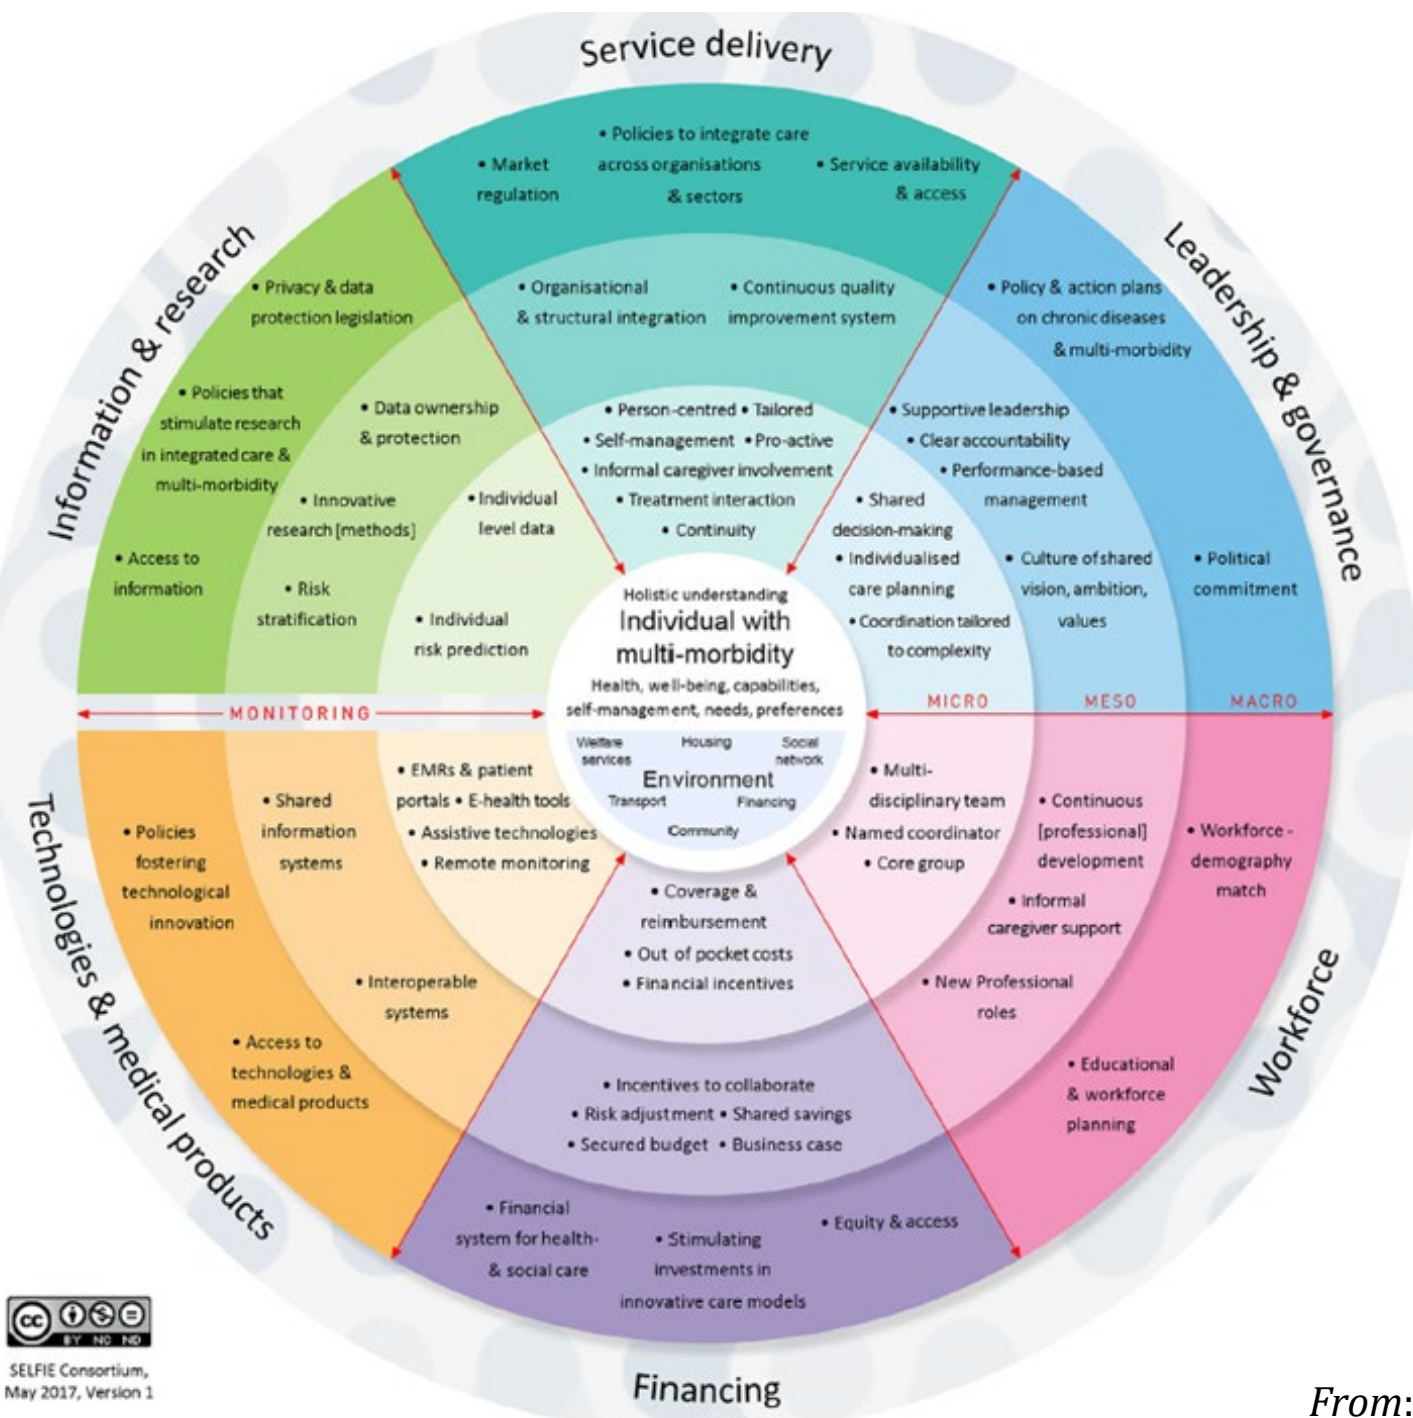 Service delivery
• Policies to integrate care
across organisations
& sectors
• Market
regulation
• Service availability
& access
• Organisational
& structural integration
• Continuous quality
improvement system
• Person-centred • Tailored
• Self-management • Pro-active
• Informal caregiver involvement
• Treatment interaction
• Continuity
Leadership & governance
• Policy & action plans
on chronic diseases
& multi-morbidity
• Political
commitment
• Supportive leadership
• Clear accountability
• Performance-based
management
• Culture of shared
vision, ambition,
values
• Shared
decision-making
• Individualised
care planning
• Coordination tailored
to complexity
Information & research
• Privacy & data
protection legislation
• Policies that
stimulate research
in integrated care &
multi-morbidity
• Access to
information
• Data ownership
& protection
• Innovative
research [methods]
• Risk
stratification
• Individual
level data
• Individual
risk prediction
Holistic understanding
Individual with
multi-morbidity
Health, well-being, capabilities,
self-management, needs, preferences
Welfare
services
Housing
Social
network
Environment
Transport
Financing
Community
MONITORING
MICRO
MESO
MACRO
Technologies & medical products
• EMRs & patient
portals • E-health tools
• Assistive technologies
• Remote monitoring
• Shared
information
systems
• Interoperable
systems
• Policies
fostering
technological
innovation
• Access to
technologies &
medical products
Workforce
• Multi-
disciplinary team
• Named coordinator
• Core group
• Continuous
[professional]
development
• Informal
caregiver support
• New Professional
roles
• Workforce -
demography
match
• Educational
& workforce
planning
• Coverage &
reimbursement
• Out of pocket costs
• Financial incentives
• Incentives to collaborate
• Risk adjustment • Shared savings
• Secured budget • Business case
• Financial
system for health-
& social care
• Stimulating
investments in
innovative care models
• Equity & access
Financing
cc
BY NC ND
SELFIE Consortium,
May 2017, Version 1
From: